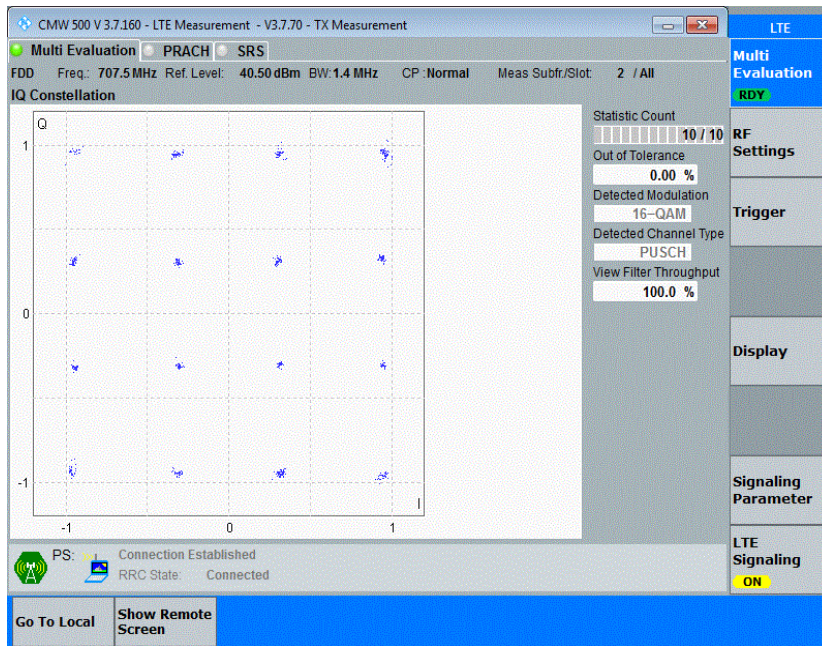 CMW 500 V 3.7.160 - LTE Measurement - V3.7.70 - TX Measurement
LTE
Multi Evaluation PRACH SRS
FDD Freq.: 707.5 MHz Ref. Level: 40.50 dBm BW: 1.4 MHz CP : Normal Meas Subfr./Slot: 2 / All
IQ Constellation
Q
1
0
-1
-1 0 1
I
Statistic Count
10 / 10
Out of Tolerance
0.00 %
Detected Modulation
16-QAM
Detected Channel Type
PUSCH
View Filter Throughput
100.0 %
Multi
Evaluation
RDY
RF
Settings
Trigger
Display
Signaling
Parameter
LTE
Signaling
ON
PS: Connection Established
RRC State: Connected
Go To Local
Show Remote
Screen